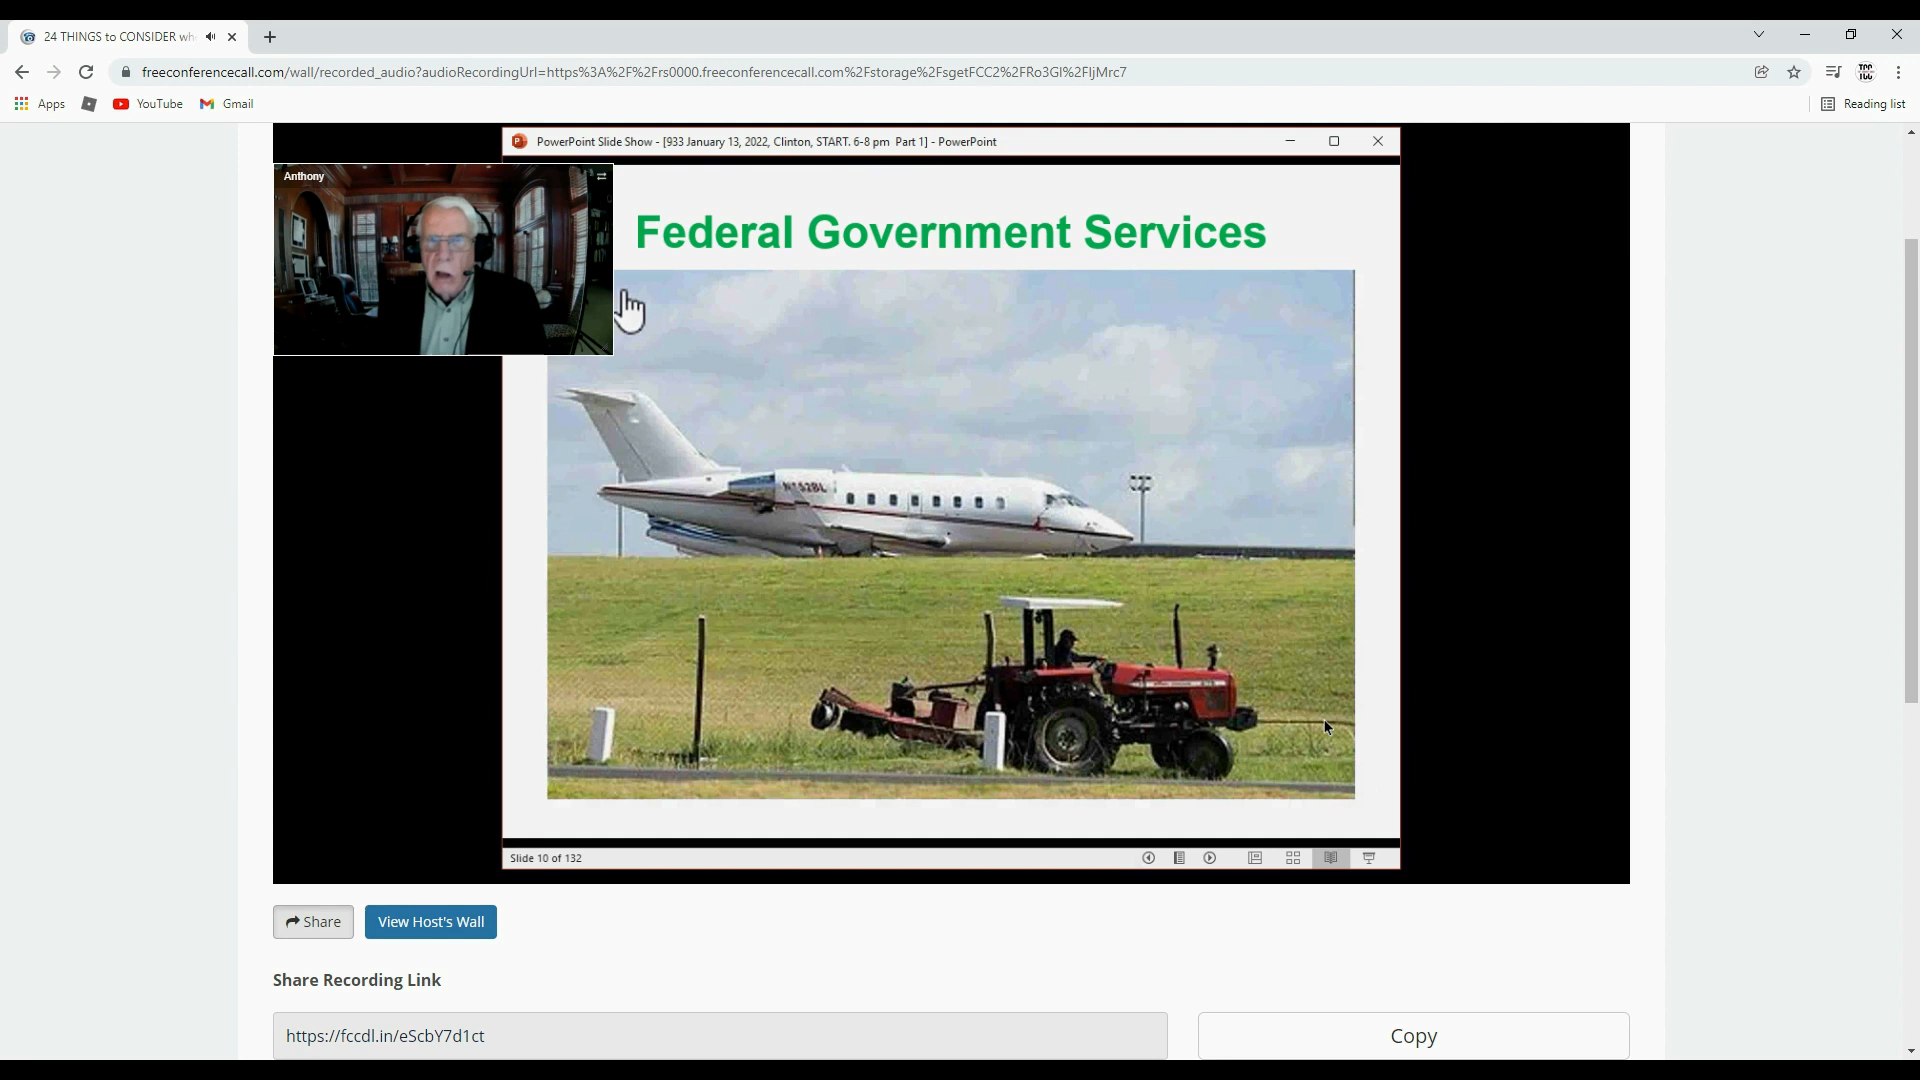 24 THINGS to CONSIDER wh
freeconferencecall.com/wall/recorded_audio?audioRecordingUrl=https%3A%2F%2Frs0000.freeconferencecall.com%2Fstorage%2FsgetFCC2%2FRo3GI%2FIjMrc7
Apps
YouTube
Gmail
Reading list
PowerPoint Slide Show - [933 January 13, 2022, Clinton, START. 6-8 pm Part 1] - PowerPoint
Anthony
Federal Government Services
Slide 10 of 132
Share
View Host's Wall
Share Recording Link
https://fccdl.in/eScbY7d1ct
Copy